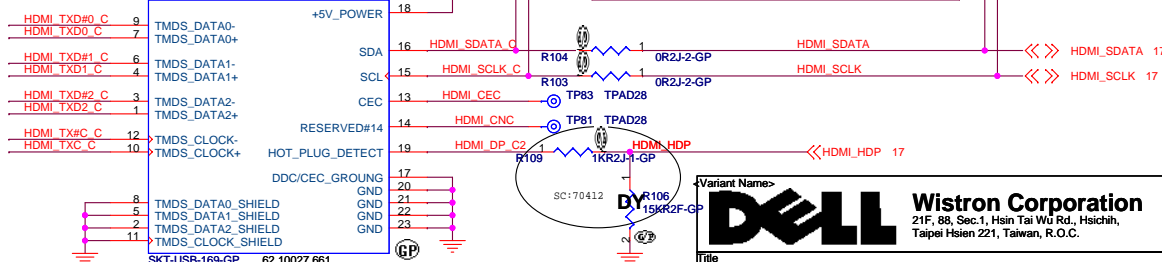 +5V_POWER 18
HDMI_TXD#0_C 9 TMDS_DATA0-
HDMI_TXD0_C 7 TMDS_DATA0+
SDA 16 HDMI_SDATA_C R104 1 0R2J-2-GP HDMI_SDATA HDMI_SDATA 17
HDMI_TXD#1_C 6 TMDS_DATA1-
HDMI_TXD1_C 4 TMDS_DATA1+
SCL 15 HDMI_SCLK_C R103 1 0R2J-2-GP HDMI_SCLK HDMI_SCLK 17
HDMI_TXD#2_C 3 TMDS_DATA2-
HDMI_TXD2_C 1 TMDS_DATA2+
CEC 13 HDMI_CEC TP83 TPAD28
RESERVED#14 14 HDMI_CNC TP81 TPAD28
HDMI_TX#C_C 12 TMDS_CLOCK-
HDMI_TXC_C 10 TMDS_CLOCK+
HOT_PLUG_DETECT 19 HDMI_DP_C2 R109 1 1KR2J-1-GP HDMI_HDP HDMI_HDP 17
DDC/CEC_GROUNG 17
GND 20
GND 21
GND 22
GND 23
8 TMDS_DATA0_SHIELD
5 TMDS_DATA1_SHIELD
2 TMDS_DATA2_SHIELD
11 TMDS_CLOCK_SHIELD
SKT-USB-169-GP 62.10027.661
GP
SC:70412
1 DY R106
15KR2F-GP
2 G/P
<Variant Name>
DELL
Wistron Corporation
21F, 88, Sec.1, Hsin Tai Wu Rd., Hsichih,
Taipei Hsien 221, Taiwan, R.O.C.
Title